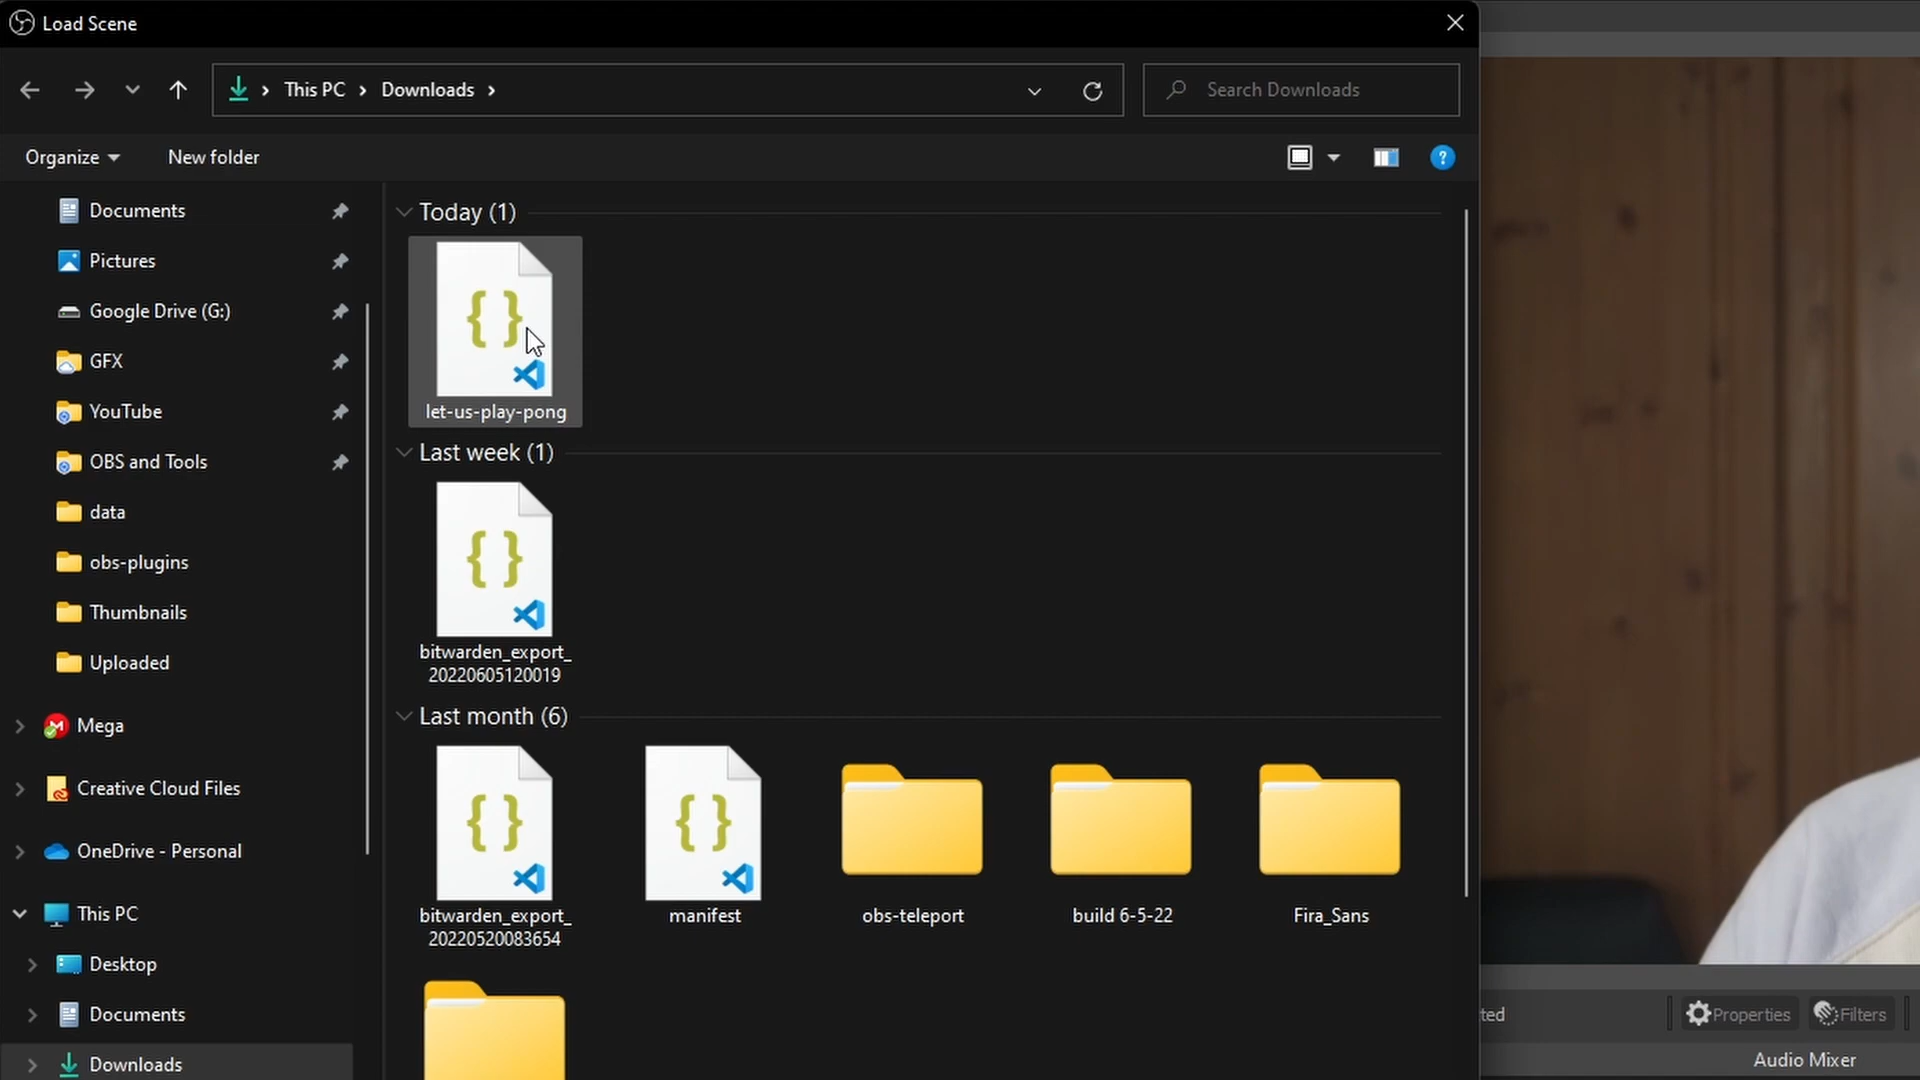 Load Scene
This PC
Downloads
Search Downloads
Organize
New folder
Documents
Pictures
Google Drive (G:)
GFX
YouTube
OBS and Tools
data
obs-plugins
Thumbnails
Uploaded
Mega
Creative Cloud Files
OneDrive - Personal
This PC
Desktop
Documents
Downloads
Today (1)
let-us-play-pong
Last week (1)
bitwarden_export_
20220605120019
Last month (6)
bitwarden_export_
20220520083654
manifest
obs-teleport
build 6-5-22
Fira_Sans
ted
Properties
Filters
Audio Mixer